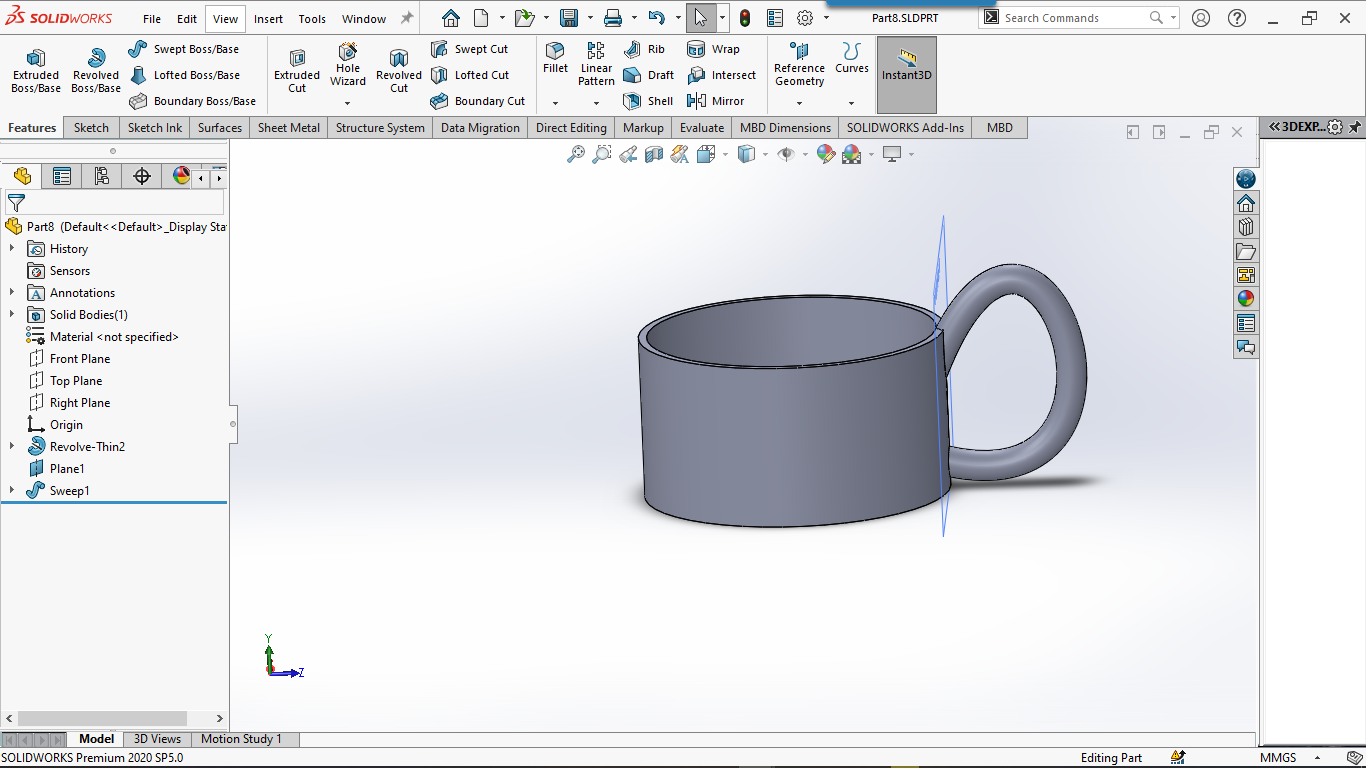 SOLIDWORKS File Edit View Insert Tools Window Part8.SLDPRT Search Commands
Extruded Boss/Base
Revolved Boss/Base
Swept Boss/Base
Lofted Boss/Base
Boundary Boss/Base
Extruded Cut
Hole Wizard
Revolved Cut
Swept Cut
Lofted Cut
Boundary Cut
Fillet
Linear Pattern
Rib
Draft
Shell
Wrap
Intersect
Mirror
Reference Geometry
Curves
Instant3D
Features Sketch Sketch Ink Surfaces Sheet Metal Structure System Data Migration Direct Editing Markup Evaluate MBD Dimensions SOLIDWORKS Add-Ins MBD
3DEXP...
Part8 (Default<<Default>_Display Sta
History
Sensors
Annotations
Solid Bodies(1)
Material <not specified>
Front Plane
Top Plane
Right Plane
Origin
Revolve-Thin2
Plane1
Sweep1
Y
Z
Model 3D Views Motion Study 1
SOLIDWORKS Premium 2020 SP5.0 Editing Part MMGS